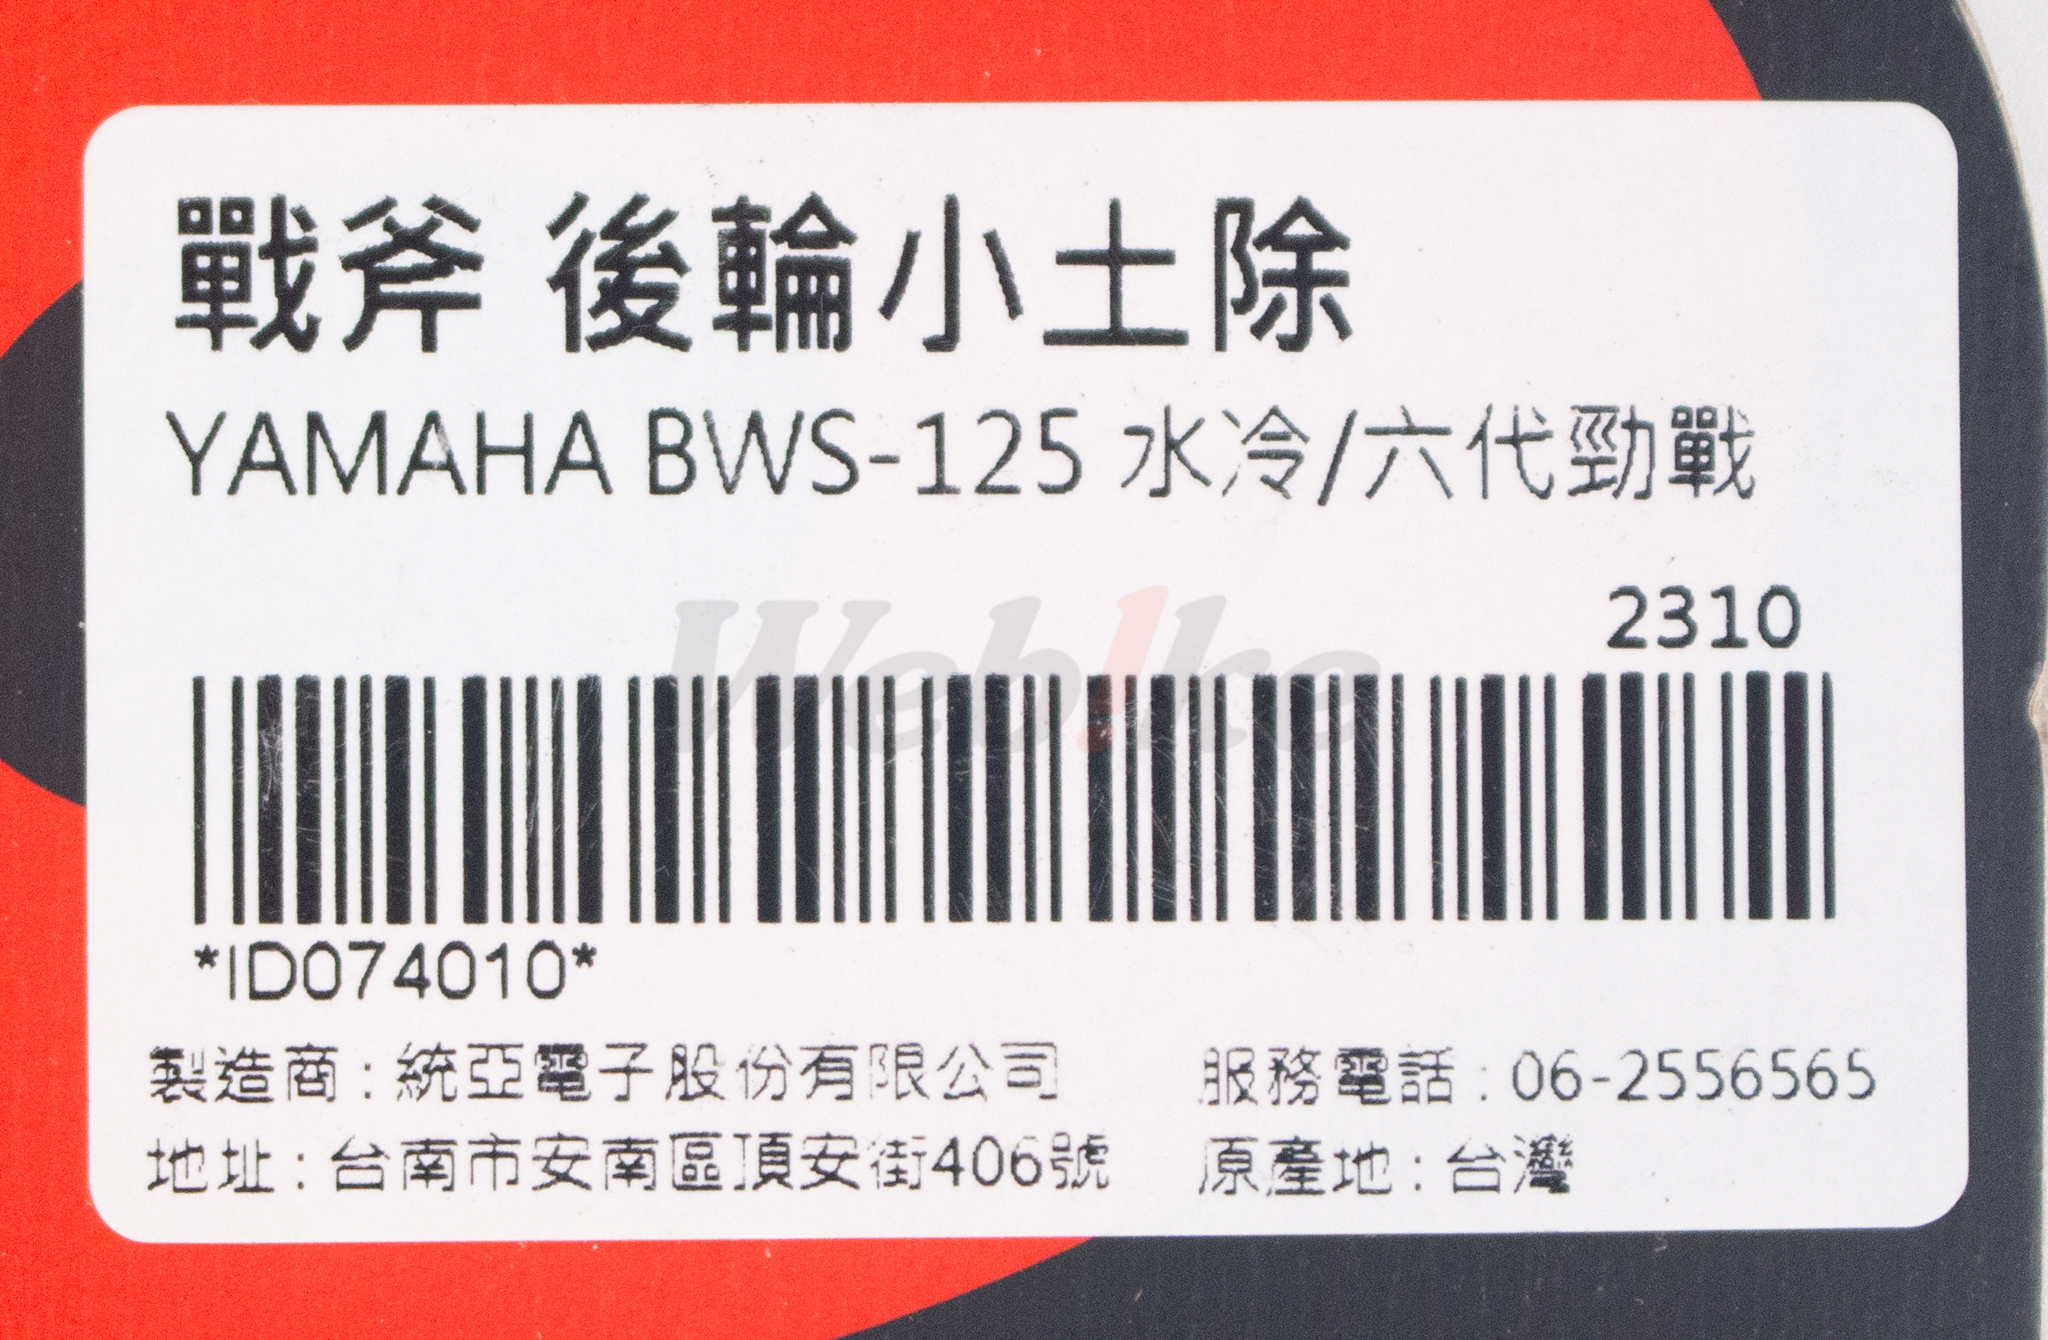 戰斧 後輪小土除
YAMAHA BWS-125 水冷/六代勁戰
2310
Webike
*ID074010*
製造商:統亞電子股份有限公司 服務電話:06-2556565
地址:台南市安南區頂安街406號 原產地:台灣